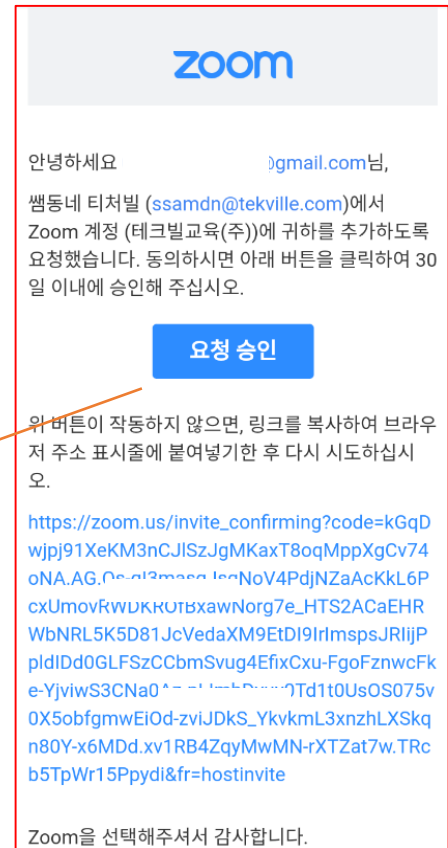 zoom
안녕하세요 @gmail.com님,
쌤동네 티처빌 (ssamdn@tekville.com)에서
Zoom 계정 (테크빌교육(주))에 귀하를 추가하도록
요청했습니다. 동의하시면 아래 버튼을 클릭하여 30
일 이내에 승인해 주십시오.
요청 승인
위 버튼이 작동하지 않으면, 링크를 복사하여 브라우
저 주소 표시줄에 붙여넣기한 후 다시 시도하십시
오.
https://zoom.us/invite_confirming?code=kGqD
wjpj91XeKM3nCJlSzJgMKaxT8oqMppXgCv74
oNA.AG.
NoV4PdjNZaAcKkL6P
cxUmovRWDKROfBxawNorg7e_HTS2ACaEHR
WbNRL5K5D81JcVedaXM9EtDl9IrImspsJRIijP
pldIDd0GLFSzCCbmSvug4EfixCxu-FgoFznwcFk
e-YjviwS3CNa0
Td1t0UsOS075v
0X5obfgmwEiOd-zviJDkS_YkvkmL3xnzhLXSkq
n80Y-x6MDd.xv1RB4ZqyMwMN-rXTZat7w.TRc
b5TpWr15Ppydi&fr=hostinvite
Zoom을 선택해주셔서 감사합니다.